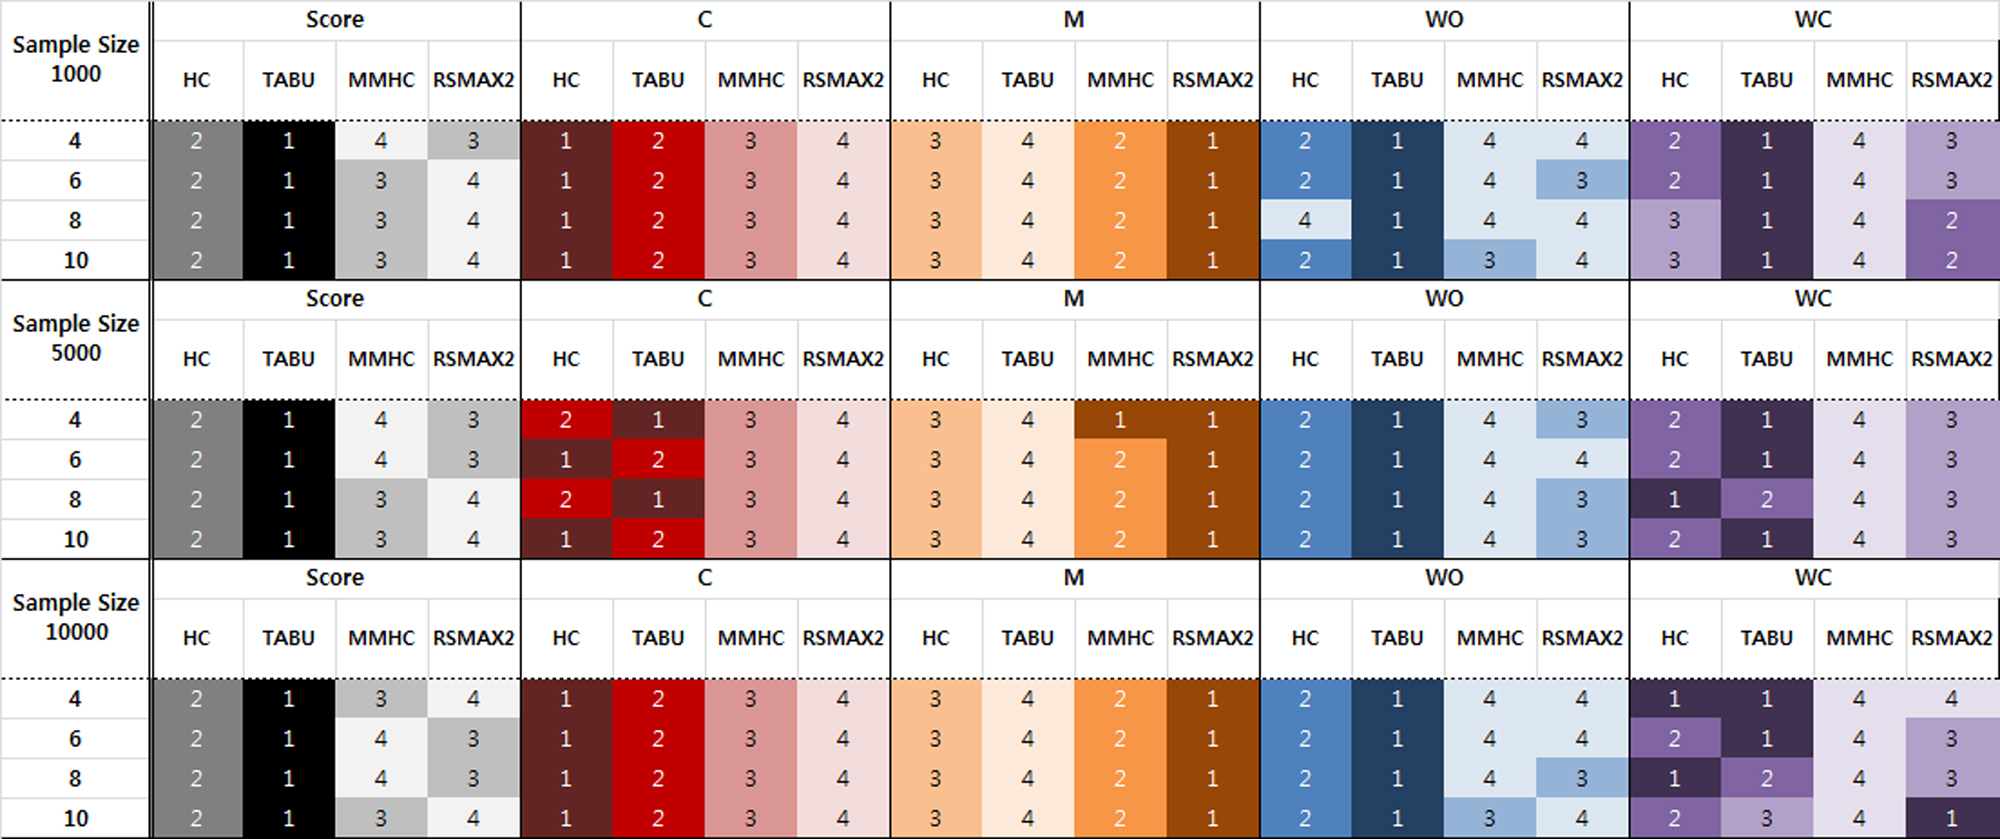 Sample Size 1000 Score C M WO WC
HC TABU MMHC RSMAX2 HC TABU MMHC RSMAX2 HC TABU MMHC RSMAX2 HC TABU MMHC RSMAX2 HC TABU MMHC RSMAX2
4 2 1 4 3 1 2 3 4 3 4 2 1 2 1 4 4 2 1 4 3
6 2 1 3 4 1 2 3 4 3 4 2 1 2 1 4 3 2 1 4 3
8 2 1 3 4 1 2 3 4 3 4 2 1 4 1 4 4 3 1 4 2
10 2 1 3 4 1 2 3 4 3 4 2 1 2 1 3 4 3 1 4 2
Sample Size 5000 Score C M WO WC
HC TABU MMHC RSMAX2 HC TABU MMHC RSMAX2 HC TABU MMHC RSMAX2 HC TABU MMHC RSMAX2 HC TABU MMHC RSMAX2
4 2 1 4 3 2 1 3 4 3 4 1 1 2 1 4 3 2 1 4 3
6 2 1 4 3 1 2 3 4 3 4 2 1 2 1 4 4 2 1 4 3
8 2 1 3 4 2 1 3 4 3 4 2 1 2 1 4 3 1 2 4 3
10 2 1 3 4 1 2 3 4 3 4 2 1 2 1 4 3 2 1 4 3
Sample Size 10000 Score C M WO WC
HC TABU MMHC RSMAX2 HC TABU MMHC RSMAX2 HC TABU MMHC RSMAX2 HC TABU MMHC RSMAX2 HC TABU MMHC RSMAX2
4 2 1 3 4 1 2 3 4 3 4 2 1 2 1 4 4 1 1 4 4
6 2 1 4 3 1 2 3 4 3 4 2 1 2 1 4 4 2 1 4 3
8 2 1 4 3 1 2 3 4 3 4 2 1 2 1 4 3 1 2 4 3
10 2 1 3 4 1 2 3 4 3 4 2 1 2 1 3 4 2 3 4 1